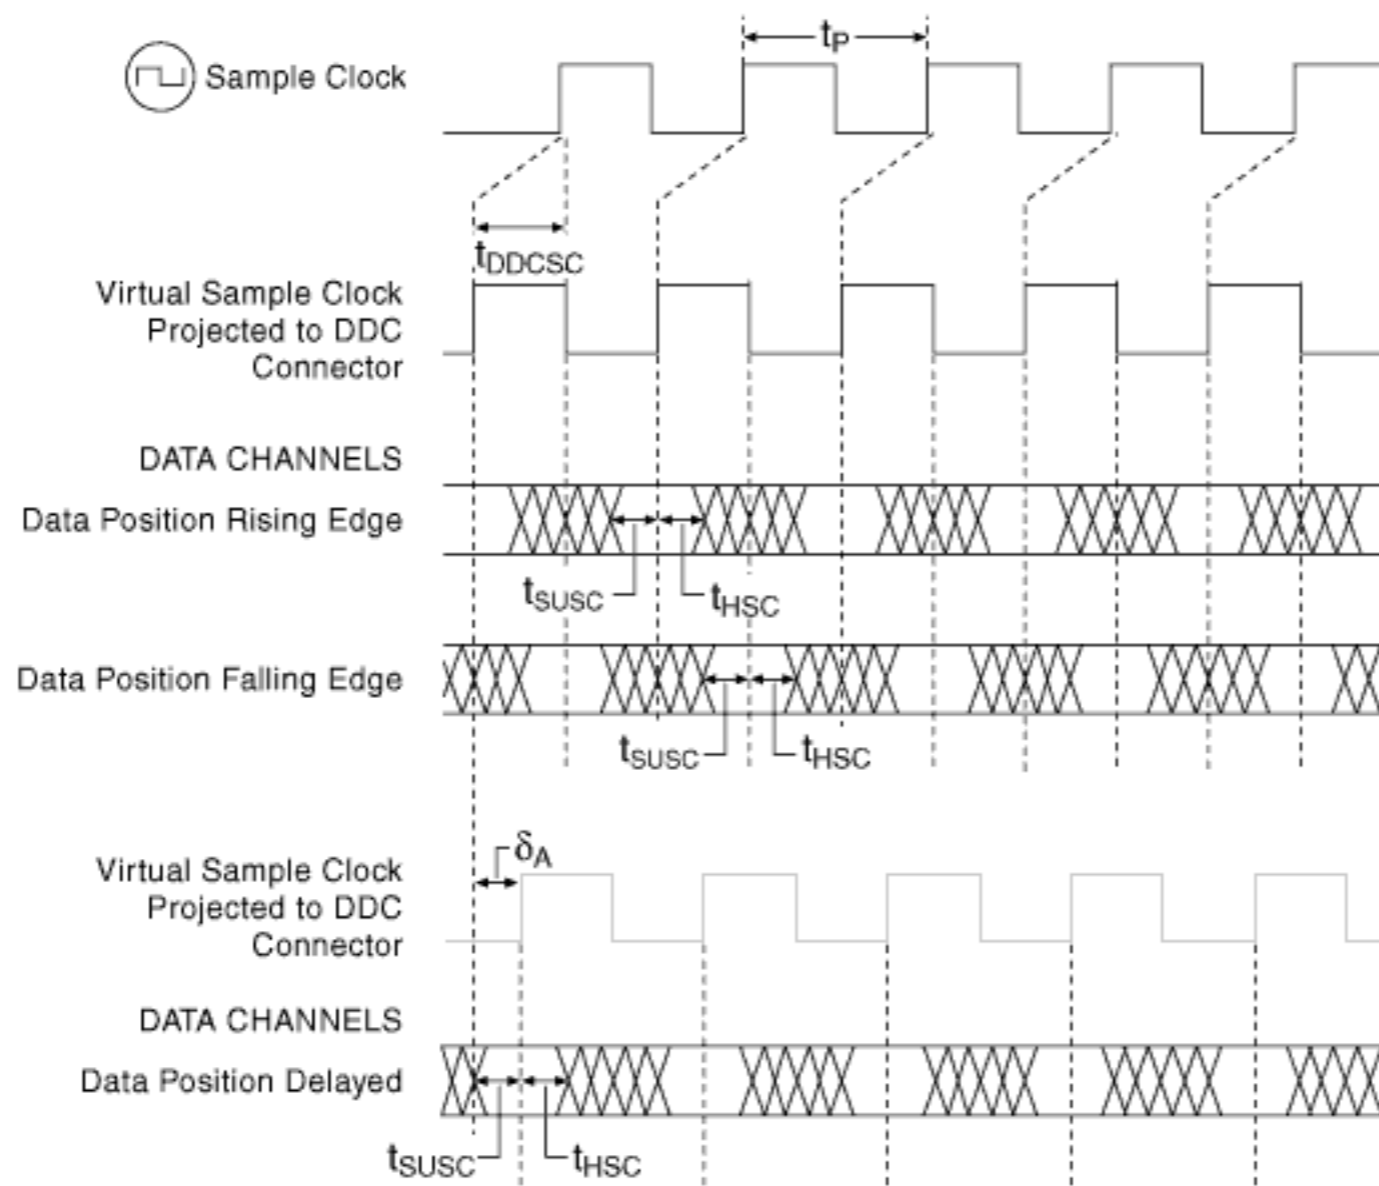 tP
Sample Clock
tDDCSC
Virtual Sample Clock
Projected to DDC
Connector
DATA CHANNELS
Data Position Rising Edge
tSUSC tHSC
Data Position Falling Edge
tSUSC tHSC
δA
Virtual Sample Clock
Projected to DDC
Connector
DATA CHANNELS
Data Position Delayed
tSUSC tHSC